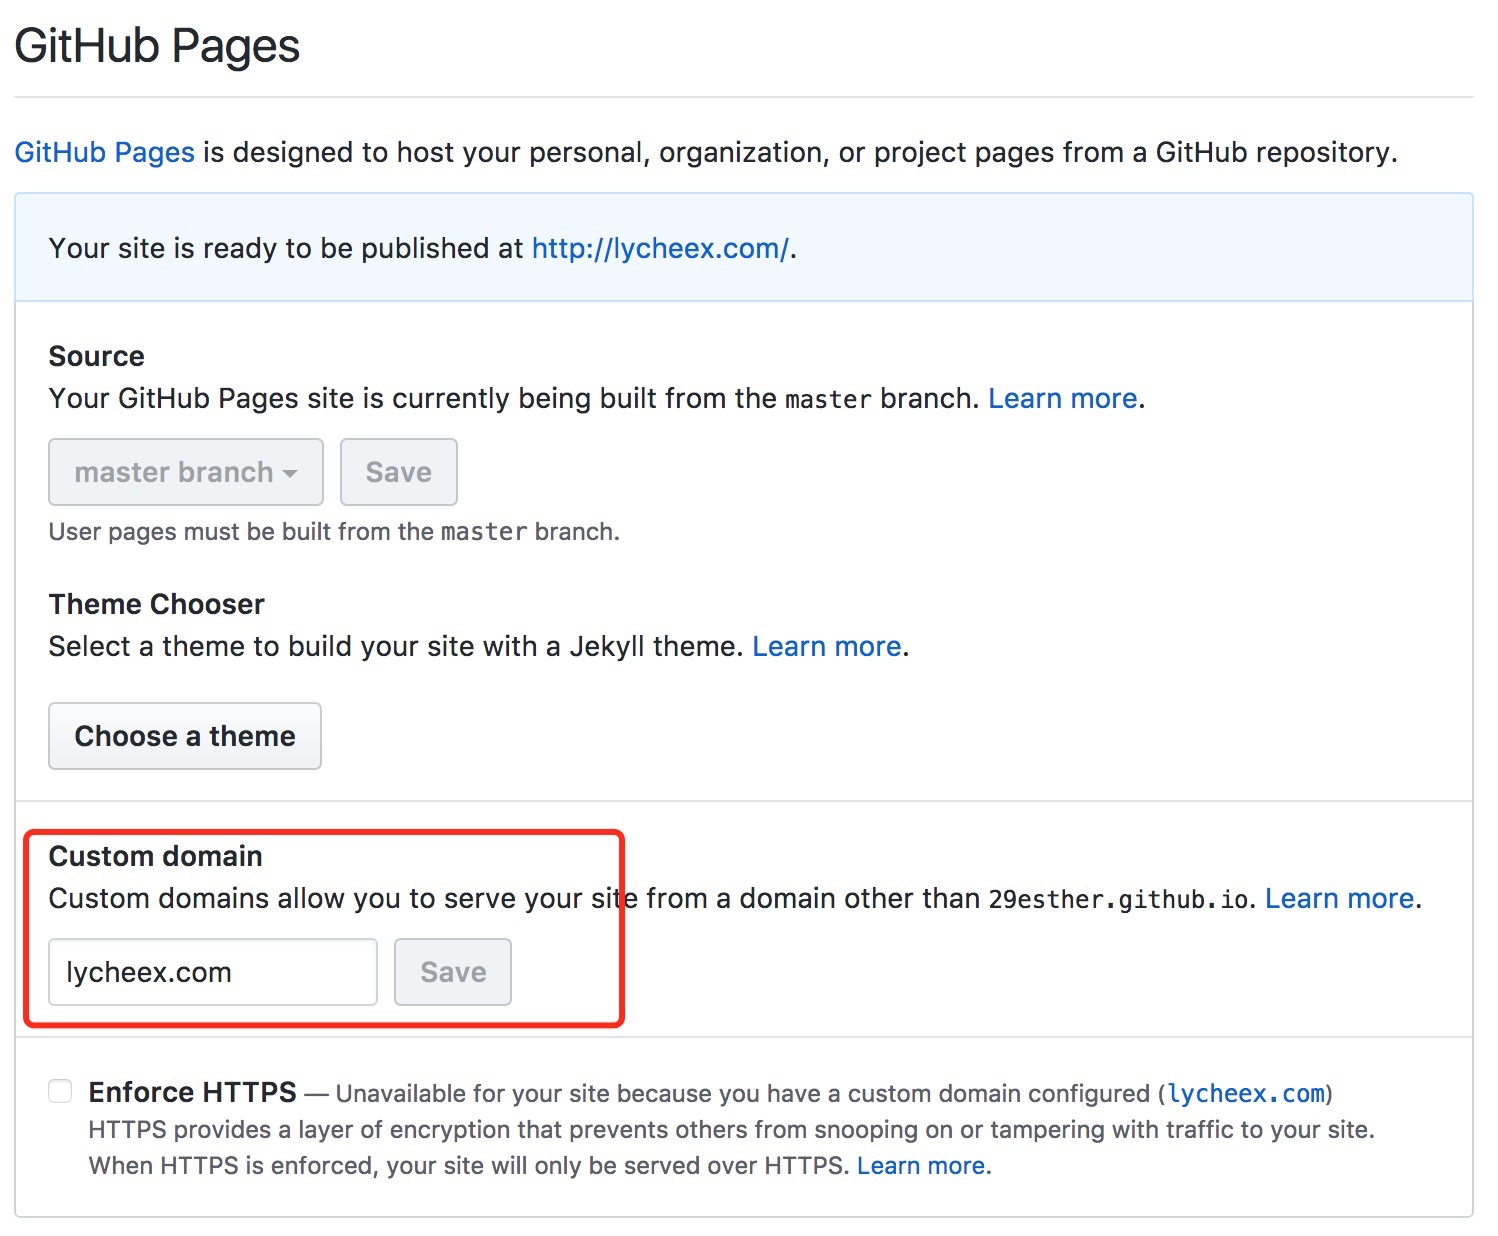 GitHub Pages
GitHub Pages is designed to host your personal, organization, or project pages from a GitHub repository.
Your site is ready to be published at http://lycheex.com/.
Source
Your GitHub Pages site is currently being built from the master branch. Learn more.
master branch Save
User pages must be built from the master branch.
Theme Chooser
Select a theme to build your site with a Jekyll theme. Learn more.
Choose a theme
Custom domain
Custom domains allow you to serve your site from a domain other than 29esther.github.io. Learn more.
lycheex.com Save
Enforce HTTPS — Unavailable for your site because you have a custom domain configured (lycheex.com)
HTTPS provides a layer of encryption that prevents others from snooping on or tampering with traffic to your site.
When HTTPS is enforced, your site will only be served over HTTPS. Learn more.